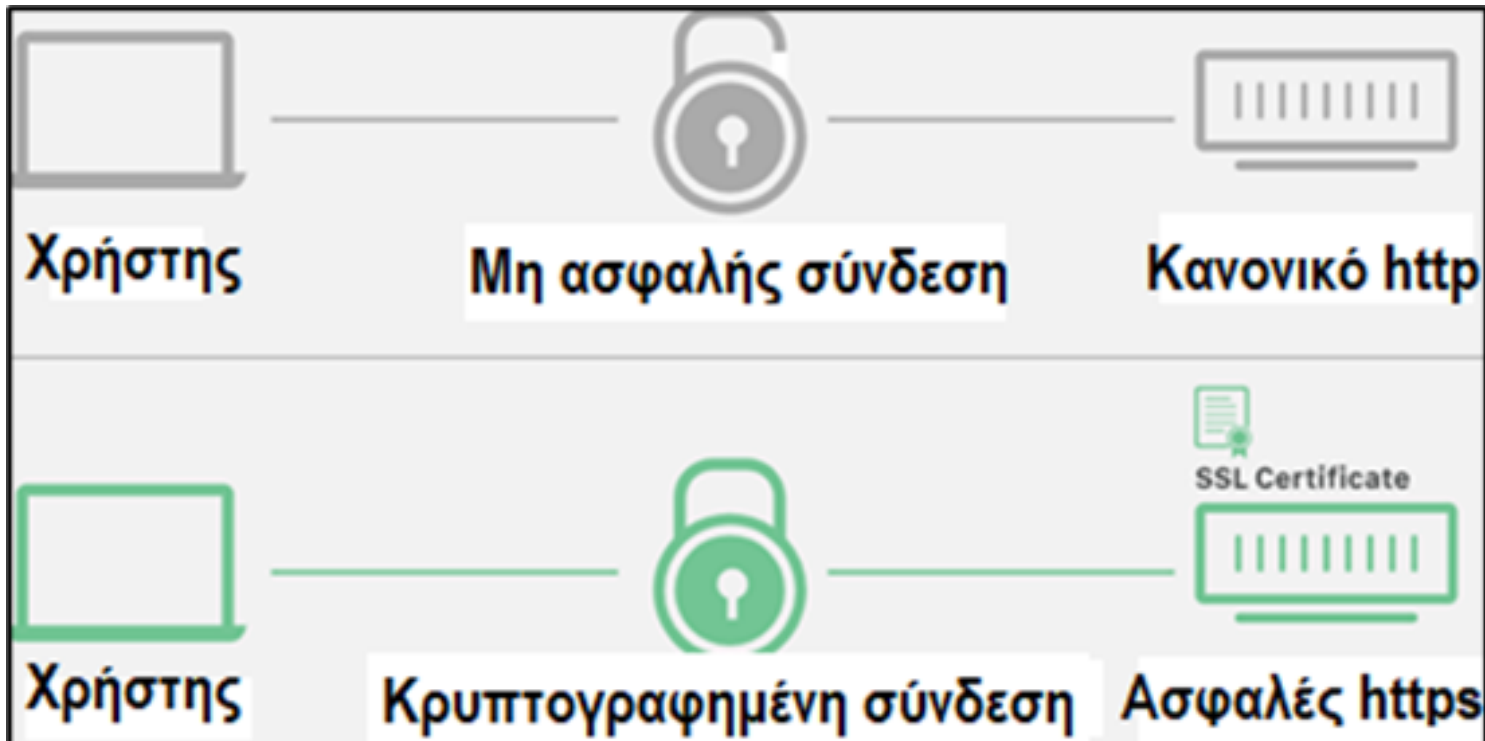 Χρήστης
Μη ασφαλής σύνδεση
Κανονικό http
SSL Certificate
Χρήστης
Κρυπτογραφημένη σύνδεση
Ασφαλές https